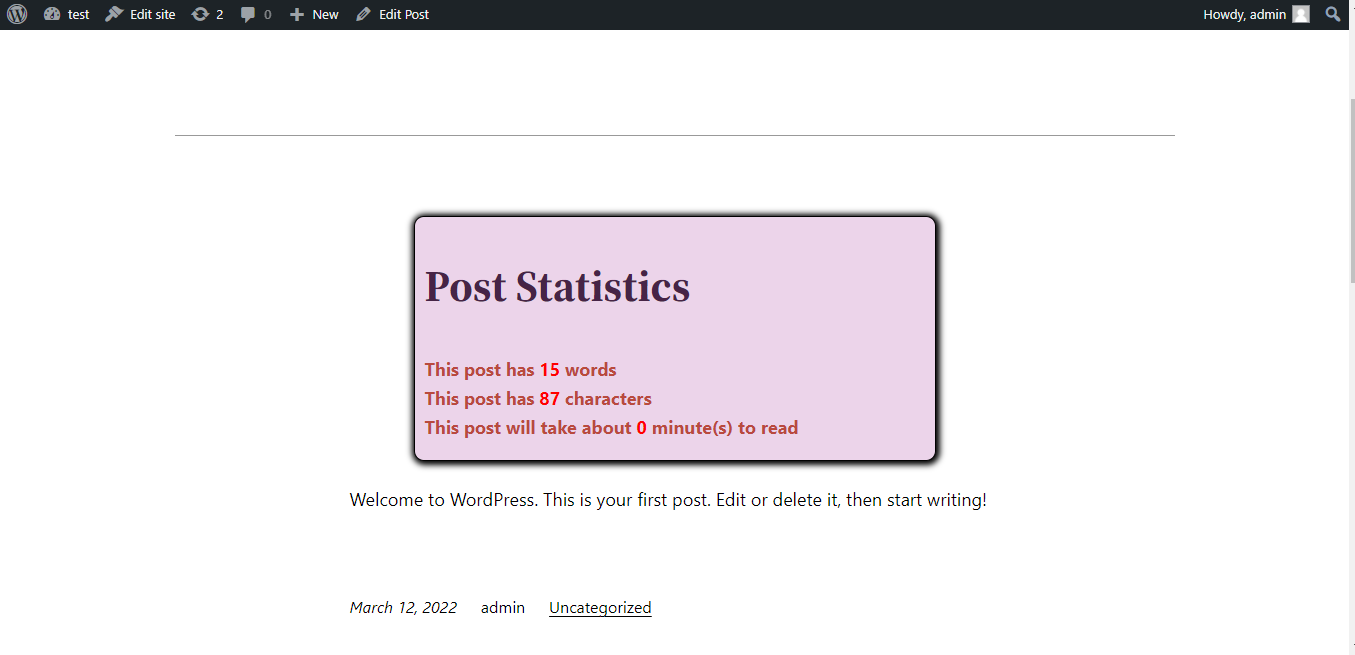 test Edit site 2 0 New Edit Post Howdy, admin
Post Statistics
This post has 15 words
This post has 87 characters
This post will take about 0 minute(s) to read
Welcome to WordPress. This is your first post. Edit or delete it, then start writing!
March 12, 2022 admin Uncategorized